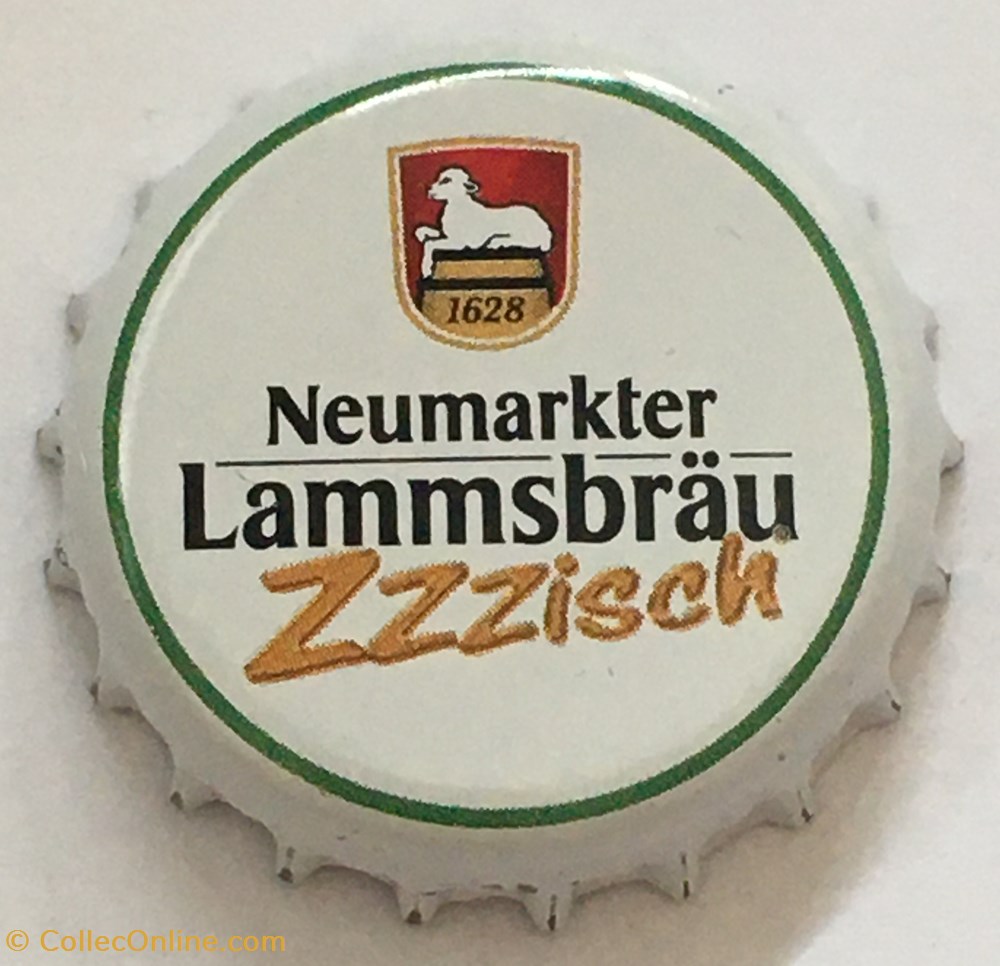 1628
Neumarkter
Lammsbräu
Zzzisch
© CollecOnline.com